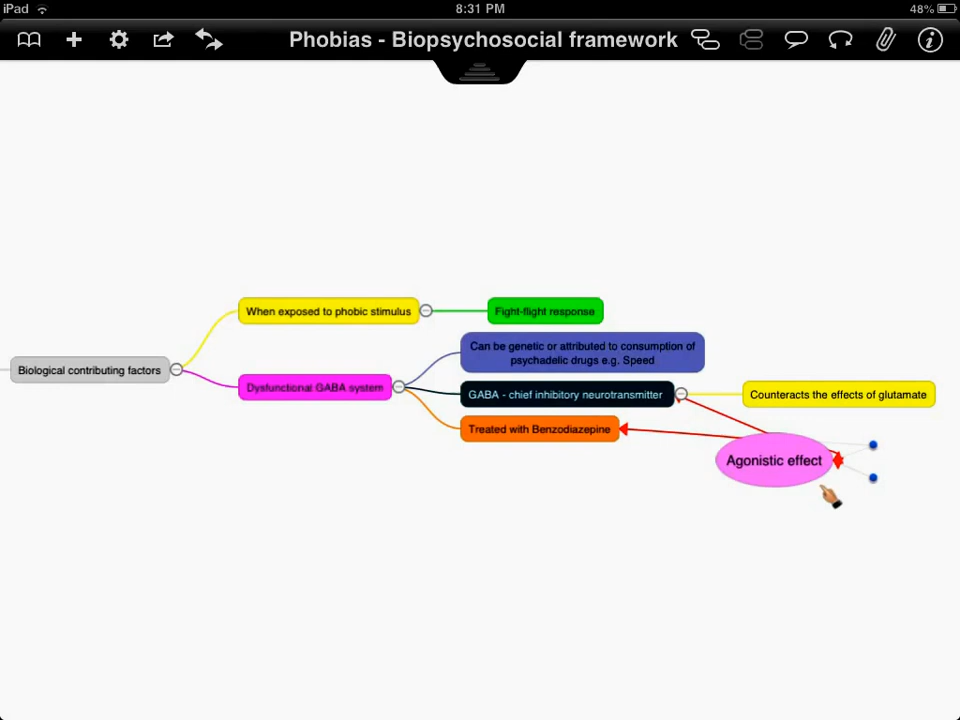 iPad
8:31 PM
48%
Phobias - Biopsychosocial framework
When exposed to phobic stimulus
Fight-flight response
Can be genetic or attributed to consumption of
psychadelic drugs e.g. Speed
Biological contributing factors
Dysfunctional GABA system
GABA - chief inhibitory neurotransmitter
Counteracts the effects of glutamate
Treated with Benzodiazepine
Agonistic effect